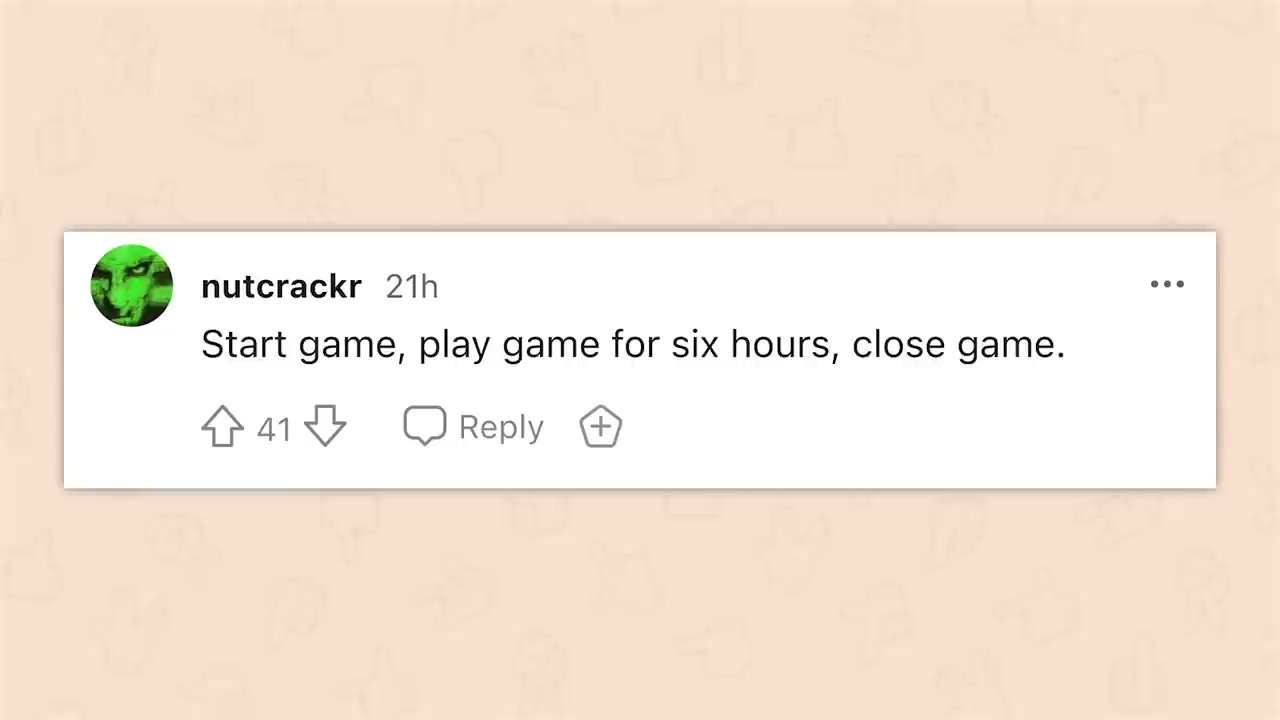 nutcrackr 21h
Start game, play game for six hours, close game.
41 Reply